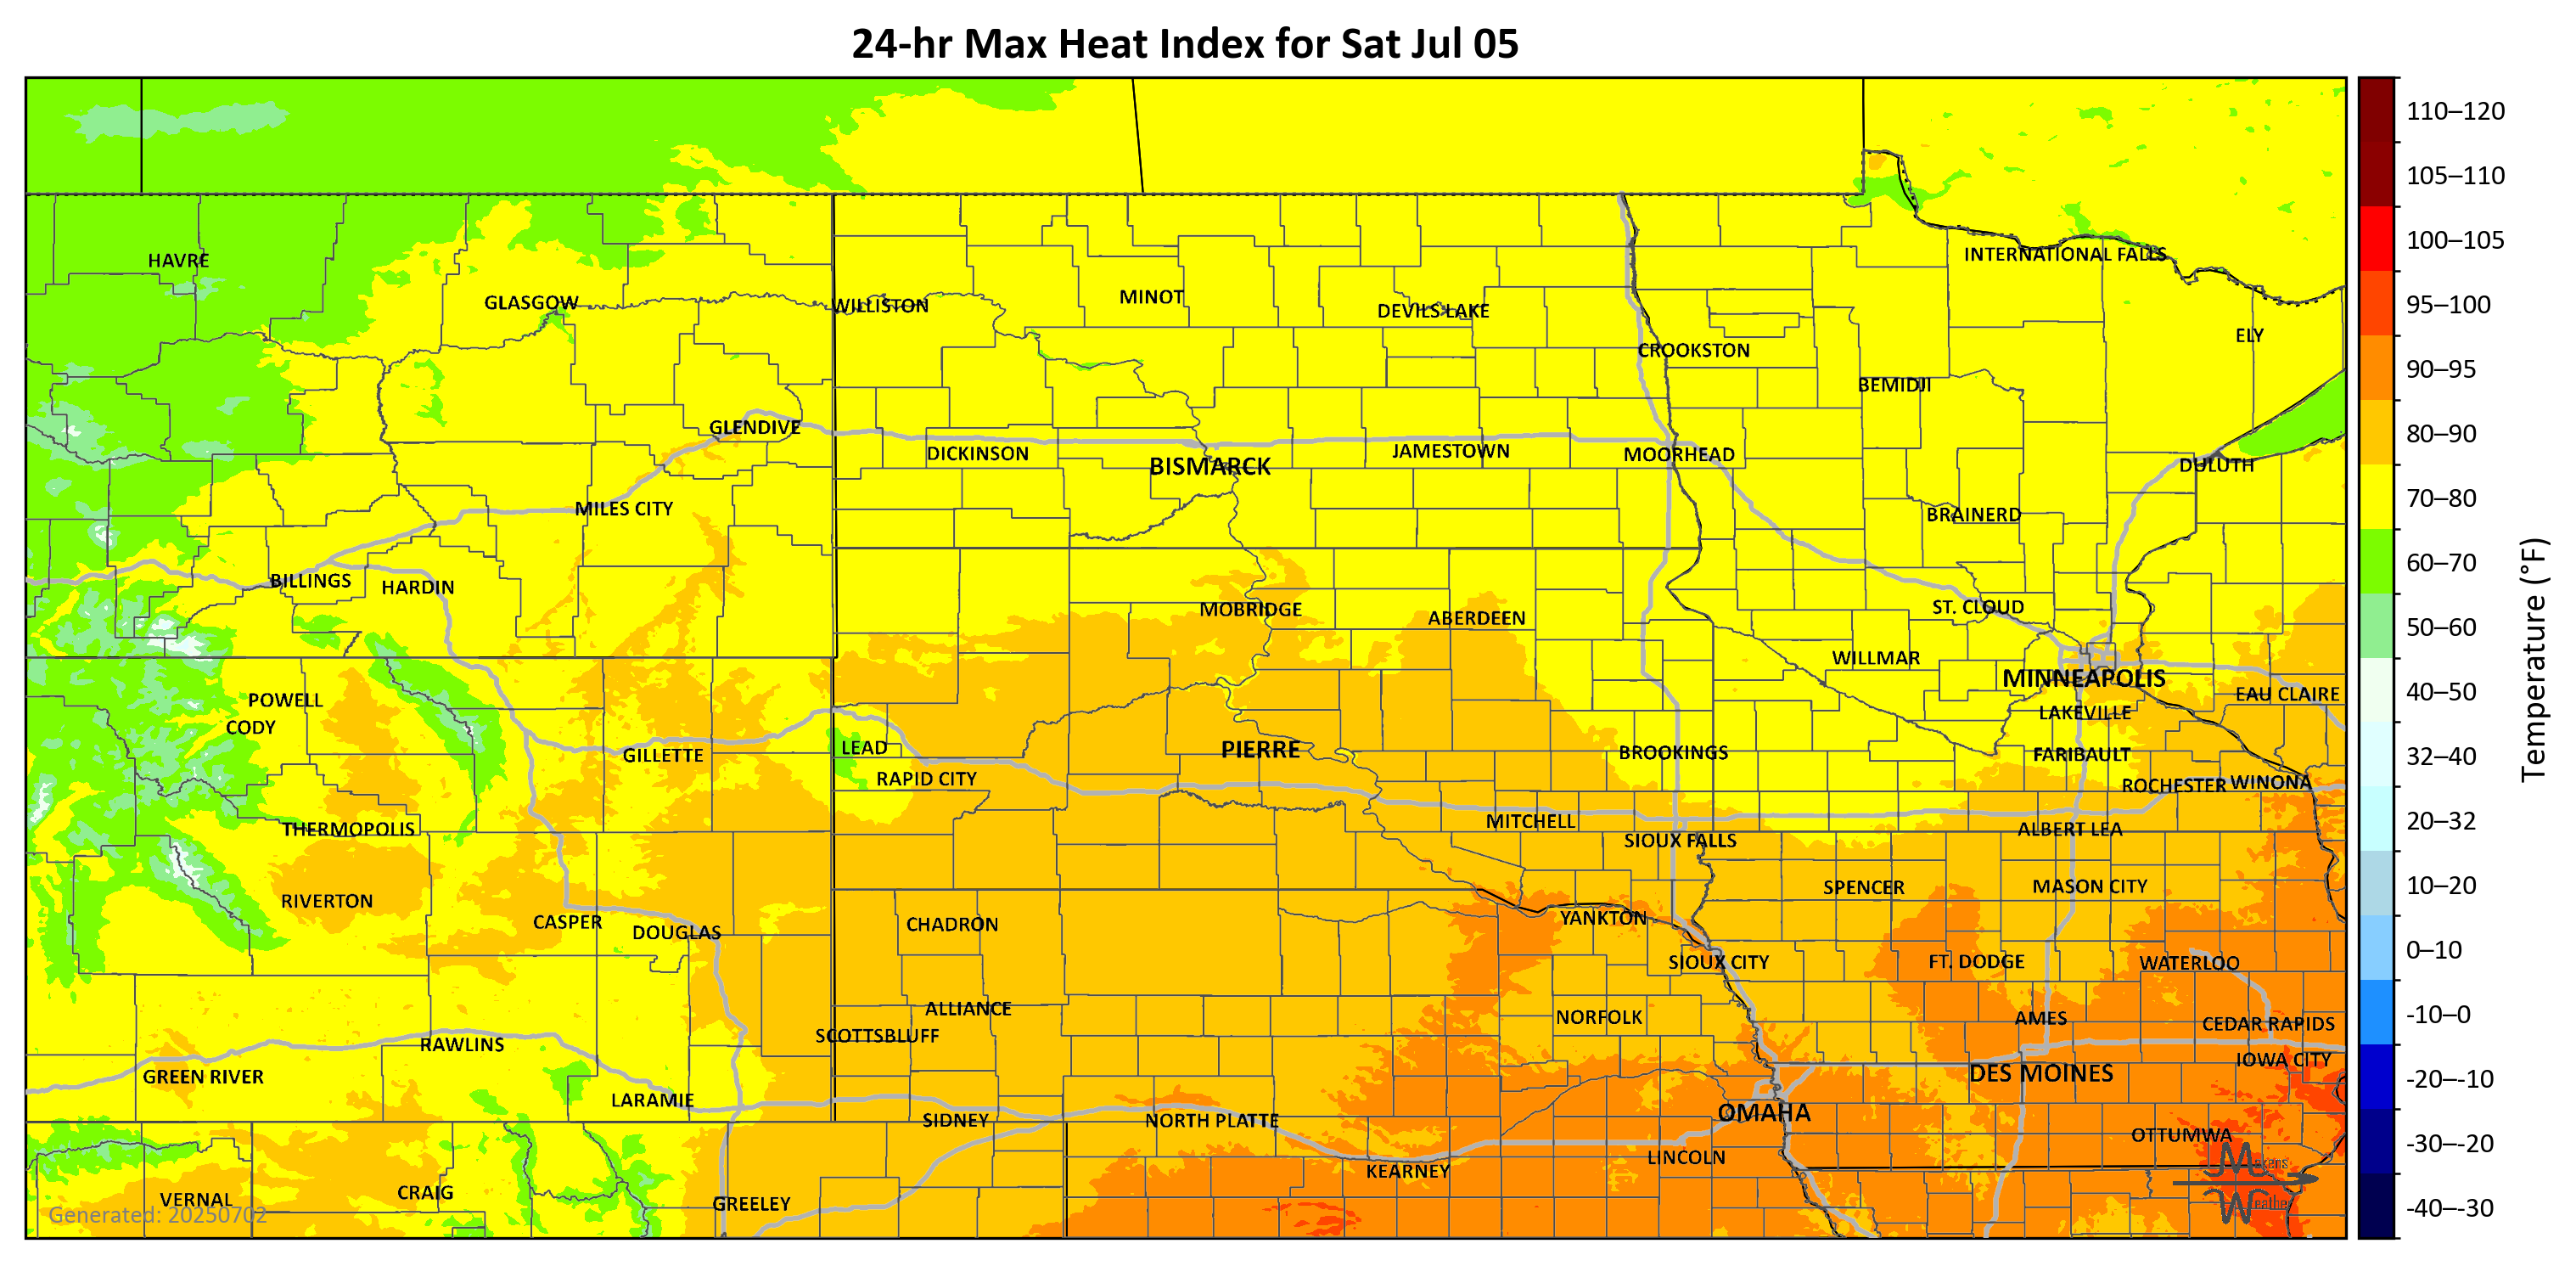 24-hr Max Heat Index for Sat Jul 05
110–120
105–110
100–105
95–100
90–95
80–90
70–80
60–70
50–60
40–50
32–40
20–32
10–20
0–10
-10–0
-20–-10
-30–-20
-40–-30
Temperature (°F)
HAVRE
INTERNATIONAL FALLS
GLASGOW
WILLISTON
MINOT
DEVILS LAKE
ELY
CROOKSTON
BEMIDJI
GLENDIVE
DICKINSON
BISMARCK
JAMESTOWN
MOORHEAD
DULUTH
MILES CITY
BRAINERD
BILLINGS
HARDIN
MOBRIDGE
ABERDEEN
ST. CLOUD
WILLMAR
MINNEAPOLIS
EAU CLAIRE
POWELL
CODY
LAKEVILLE
GILLETTE
LEAD
PIERRE
BROOKINGS
FARIBAULT
RAPID CITY
ROCHESTER
WINONA
THERMOPOLIS
MITCHELL
SIOUX FALLS
ALBERT LEA
RIVERTON
CASPER
DOUGLAS
CHADRON
YANKTON
SPENCER
MASON CITY
SIOUX CITY
FT. DODGE
WATERLOO
ALLIANCE
SCOTTSBLUFF
NORFOLK
AMES
CEDAR RAPIDS
RAWLINS
GREEN RIVER
IOWA CITY
DES MOINES
LARAMIE
SIDNEY
NORTH PLATTE
OMAHA
OTTUMWA
KEARNEY
LINCOLN
VERNAL
CRAIG
GREELEY
Generated: 20250702
Makens
Weather